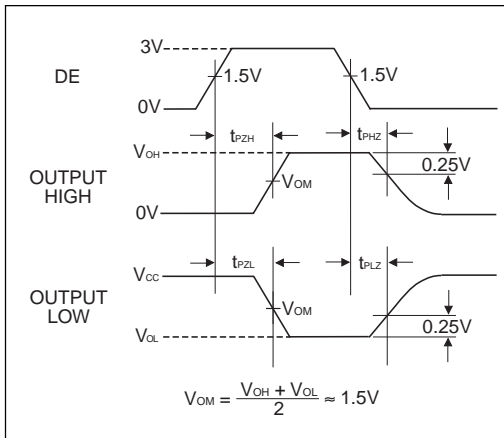 3V
DE
1.5V
1.5V
0V
tPZH
tPHZ
VOH
0.25V
OUTPUT
HIGH
VOM
0V
tPZL
tPLZ
VCC
OUTPUT
LOW
VOM
0.25V
VOL
VOM = VOH + VOL / 2 ≈ 1.5V